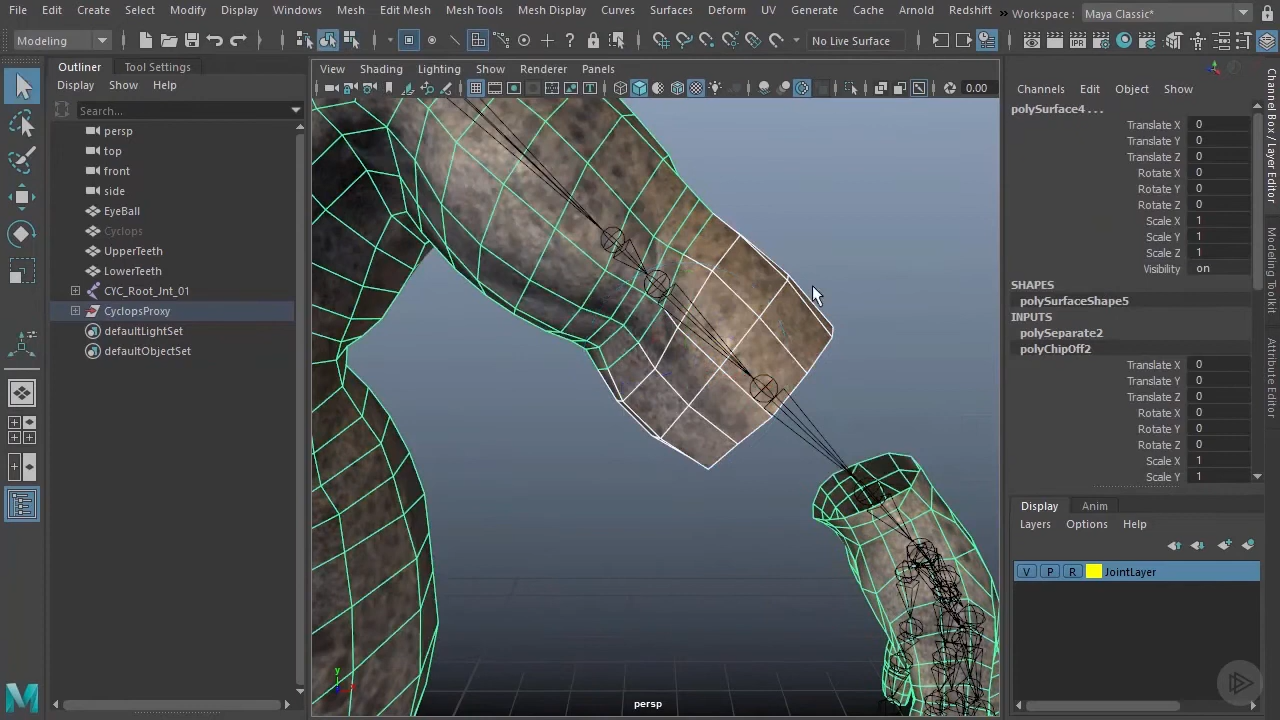 File Edit Create Select Modify Display Windows Mesh Edit Mesh Mesh Tools Mesh Display Curves Surfaces Deform UV Generate Cache Arnold Redshift » Workspace : Maya Classic*
Modeling No Live Surface
Outliner Tool Settings
Display Show Help
Search...
persp
top
front
side
EyeBall
Cyclops
UpperTeeth
LowerTeeth
CYC_Root_Jnt_01
CyclopsProxy
defaultLightSet
defaultObjectSet
View Shading Lighting Show Renderer Panels
0.00
y
persp
Channels Edit Object Show
polySurface4 . . .
Translate X 0
Translate Y 0
Translate Z 0
Rotate X 0
Rotate Y 0
Rotate Z 0
Scale X 1
Scale Y 1
Scale Z 1
Visibility on
SHAPES
polySurfaceShape5
INPUTS
polySeparate2
polyChipOff2
Translate X 0
Translate Y 0
Translate Z 0
Rotate X 0
Rotate Y 0
Rotate Z 0
Scale X 1
Scale Y 1
Display Anim
Layers Options Help
V P R JointLayer
Channel Box / Layer Editor
Modeling Toolkit
Attribute Editor